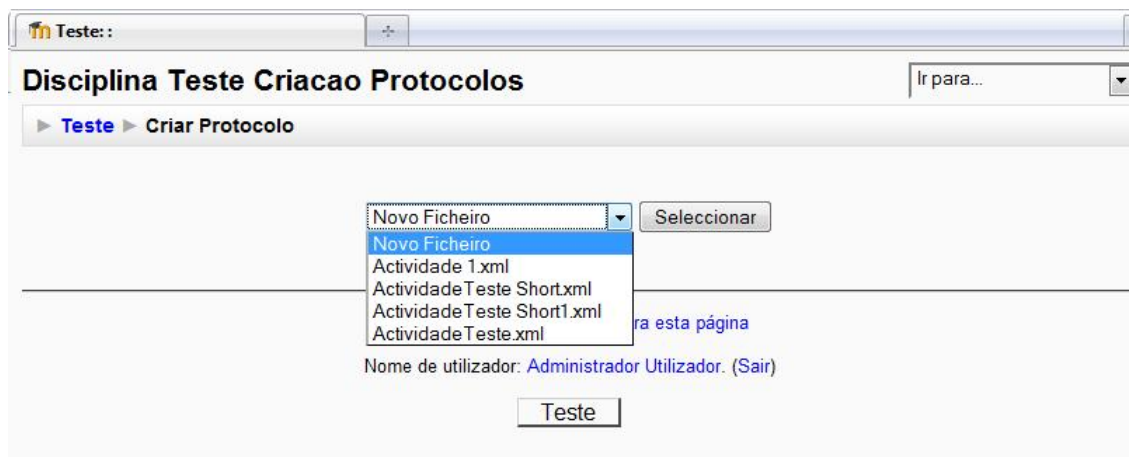 Teste: :
Disciplina Teste Criacao Protocolos
Ir para...
Teste Criar Protocolo
Novo Ficheiro
Seleccionar
Novo Ficheiro
Actividade 1.xml
ActividadeTeste Short.xml
ActividadeTeste Short1.xml
ActividadeTeste.xml
ra esta página
Nome de utilizador: Administrador Utilizador. (Sair)
Teste